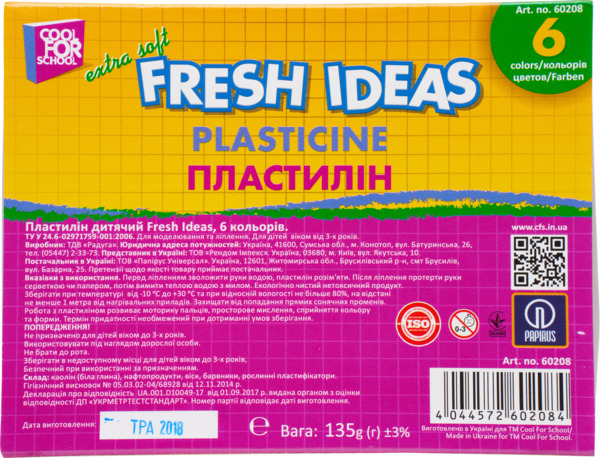 Art. no. 60208
COOL
FOR
SCHOOL
extra soft
FRESH IDEAS
6
colors/кольорів
цветов/Farben
PLASTICINE
ПЛАСТИЛІН
Пластилін дитячий Fresh Ideas, 6 кольорів.
ТУ У 24.6-02971759-001:2006. Для моделювання та ліплення. Для дітей віком від 3-х років.
Виробник: ТДВ «Радуга». Юридична адреса потужностей: Україна, 41600, Сумська обл., м. Конотоп, вул. Батуринська, 26,
тел. (05447) 2-33-73. Представник в Україні: ТОВ «Рендом Імпекс». Україна, 03680, м. Київ, вул. Якутська, 10.
Постачальник в Україні: ТОВ «Папірус Універсал». Україна, 12601, Житомирська обл., Брусилівський р-н, смт Брусилів,
вул. Базарна, 25. Претензії щодо якості товару приймає постачальник.
Вказівки з використання. Перед ліпленням зволожити руки водою, пластилін розім'яти. Після ліплення протерти руки
серветкою чи папером, потім вимити теплою водою з милом. Екологічно чистий нетоксичний продукт.
Зберігати при температурі від -10 °С до +30 °С та при відносній вологості не більше 80%, на відстані
не менше 1 метра від нагрівальних приладів. Захищати від попадання прямих сонячних променів.
Робота з пластиліном розвиває моторику пальців, просторове мислення, сприйняття кольору
та форми. Термін придатності необмежений при дотриманні умов зберігання.
ПОПЕРЕДЖЕННЯ!
Не призначено для дітей віком до 3-х років.
Використовувати під наглядом дорослої особи.
Не брати до рота.
Зберігати в недоступному місці для дітей віком до 3-х років,
Безпечний при використанні за призначенням.
Склад: каолін (біла глина), нафтопродукти, віск, барвники, рослинні пластифікатори.
Гігієнічний висновок № 05.03.02-04/68928 від 12.11.2014 р.
Декларація про відповідність UA.001.D10049-17 від 01.09.2017 р. видана органом з оцінки
відповідності ДП «УКРМЕТРТЕСТСТАНДАРТ». Номер партії відповідає даті виготовлення.
www.cfs.in.ua
ISO
0-3
PAPIRUS
Art. no. 60208
4 044572 602084
Дата виготовлення:
ТРА 2018
Вага: 135g (г) ±3%
Виготовлено в Україні для ТМ Cool For School/
Made in Ukraine for TM Cool For School.